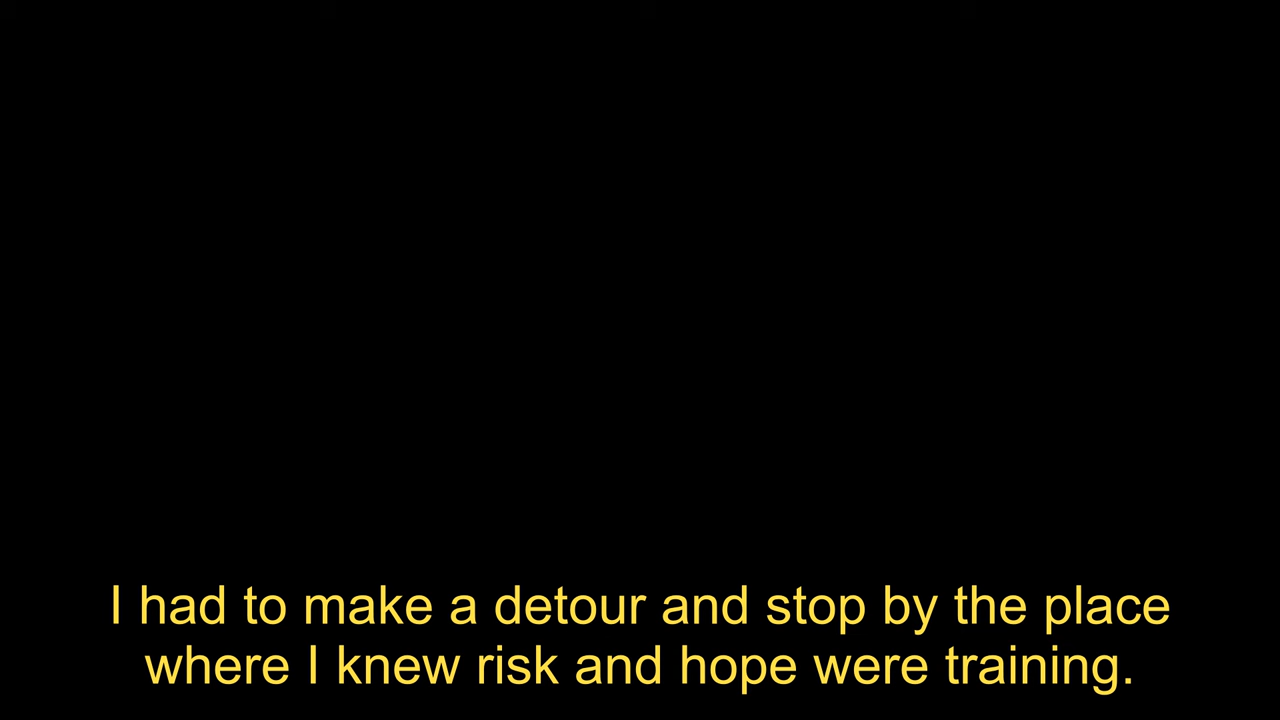 I had to make a detour and stop by the place
where I knew risk and hope were training.